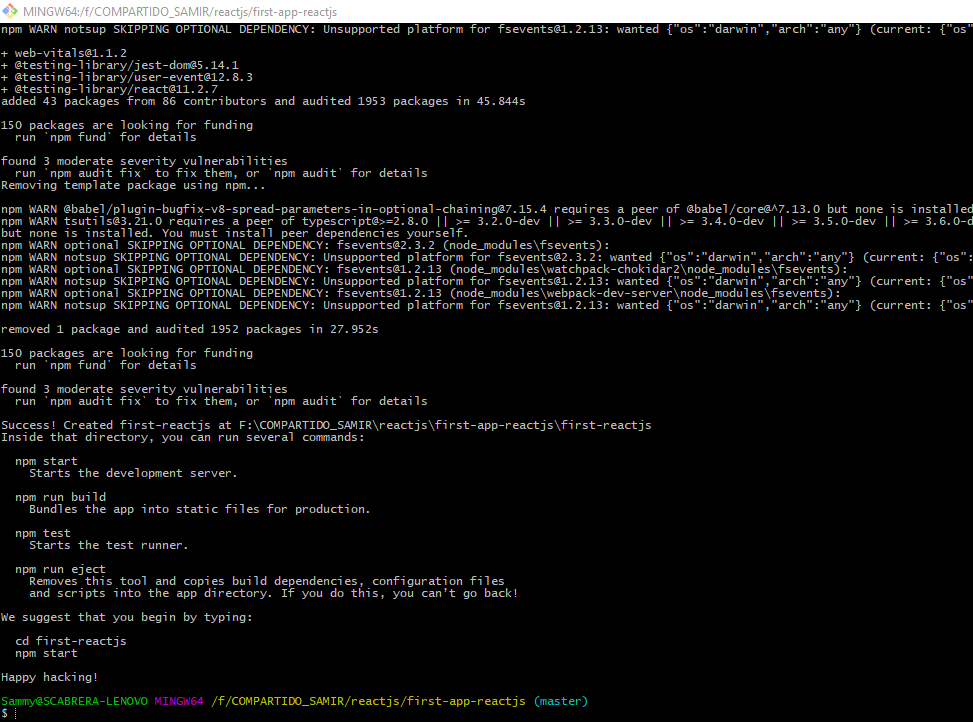 MINGW64:/f/COMPARTIDO_SAMIR/reactjs/first-app-reactjs
npm WARN notsup SKIPPING OPTIONAL DEPENDENCY: Unsupported platform for fsevents@1.2.13: wanted {"os":"darwin","arch":"any"} (current: {"os"
+ web-vitals@1.1.2
+ @testing-library/jest-dom@5.14.1
+ @testing-library/user-event@12.8.3
+ @testing-library/react@11.2.7
added 43 packages from 86 contributors and audited 1953 packages in 45.844s
150 packages are looking for funding
run `npm fund` for details
found 3 moderate severity vulnerabilities
run `npm audit fix` to fix them, or `npm audit` for details
Removing template package using npm...
npm WARN @babel/plugin-bugfix-v8-spread-parameters-in-optional-chaining@7.15.4 requires a peer of @babel/core@^7.13.0 but none is installed
npm WARN tsutils@3.21.0 requires a peer of typescript@>=2.8.0 || >= 3.2.0-dev || >= 3.3.0-dev || >= 3.4.0-dev || >= 3.5.0-dev || >= 3.6.0-d
but none is installed. You must install peer dependencies yourself.
npm WARN optional SKIPPING OPTIONAL DEPENDENCY: fsevents@2.3.2 (node_modules\fsevents):
npm WARN notsup SKIPPING OPTIONAL DEPENDENCY: Unsupported platform for fsevents@2.3.2: wanted {"os":"darwin","arch":"any"} (current: {"os":
npm WARN optional SKIPPING OPTIONAL DEPENDENCY: fsevents@1.2.13 (node_modules\watchpack-chokidar2\node_modules\fsevents):
npm WARN notsup SKIPPING OPTIONAL DEPENDENCY: Unsupported platform for fsevents@1.2.13: wanted {"os":"darwin","arch":"any"} (current: {"os"
npm WARN optional SKIPPING OPTIONAL DEPENDENCY: fsevents@1.2.13 (node_modules\webpack-dev-server\node_modules\fsevents):
npm WARN notsup SKIPPING OPTIONAL DEPENDENCY: Unsupported platform for fsevents@1.2.13: wanted {"os":"darwin","arch":"any"} (current: {"os"
removed 1 package and audited 1952 packages in 27.952s
150 packages are looking for funding
run `npm fund` for details
found 3 moderate severity vulnerabilities
run `npm audit fix` to fix them, or `npm audit` for details
Success! Created first-reactjs at F:\COMPARTIDO_SAMIR\reactjs\first-app-reactjs\first-reactjs
Inside that directory, you can run several commands:
npm start
Starts the development server.
npm run build
Bundles the app into static files for production.
npm test
Starts the test runner.
npm run eject
Removes this tool and copies build dependencies, configuration files
and scripts into the app directory. If you do this, you can't go back!
We suggest that you begin by typing:
cd first-reactjs
npm start
Happy hacking!
Sammy@SCABRERA-LENOVO MINGW64 /f/COMPARTIDO_SAMIR/reactjs/first-app-reactjs (master)
$